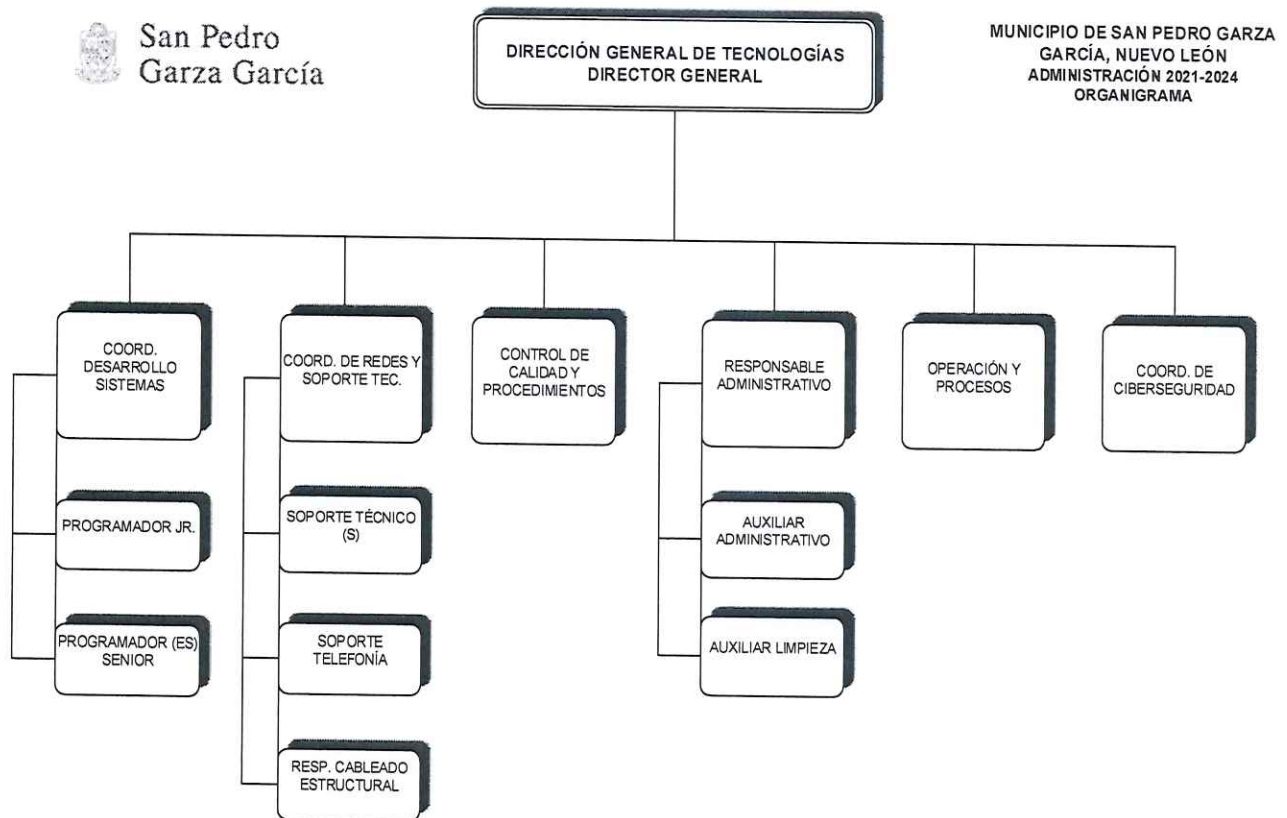 San Pedro
Garza García
DIRECCIÓN GENERAL DE TECNOLOGÍAS
DIRECTOR GENERAL
MUNICIPIO DE SAN PEDRO GARZA
GARCÍA, NUEVO LEÓN
ADMINISTRACIÓN 2021-2024
ORGANIGRAMA
COORD.
DESARROLLO
SISTEMAS
COORD. DE REDES Y
SOPORTE TEC.
CONTROL DE
CALIDAD Y
PROCEDIMIENTOS
RESPONSABLE
ADMINISTRATIVO
OPERACIÓN Y
PROCESOS
COORD. DE
CIBERSEGURIDAD
PROGRAMADOR JR.
SOPORTE TÉCNICO
(S)
AUXILIAR
ADMINISTRATIVO
PROGRAMADOR (ES)
SENIOR
SOPORTE
TELEFONÍA
AUXILIAR LIMPIEZA
RESP. CABLEADO
ESTRUCTURAL